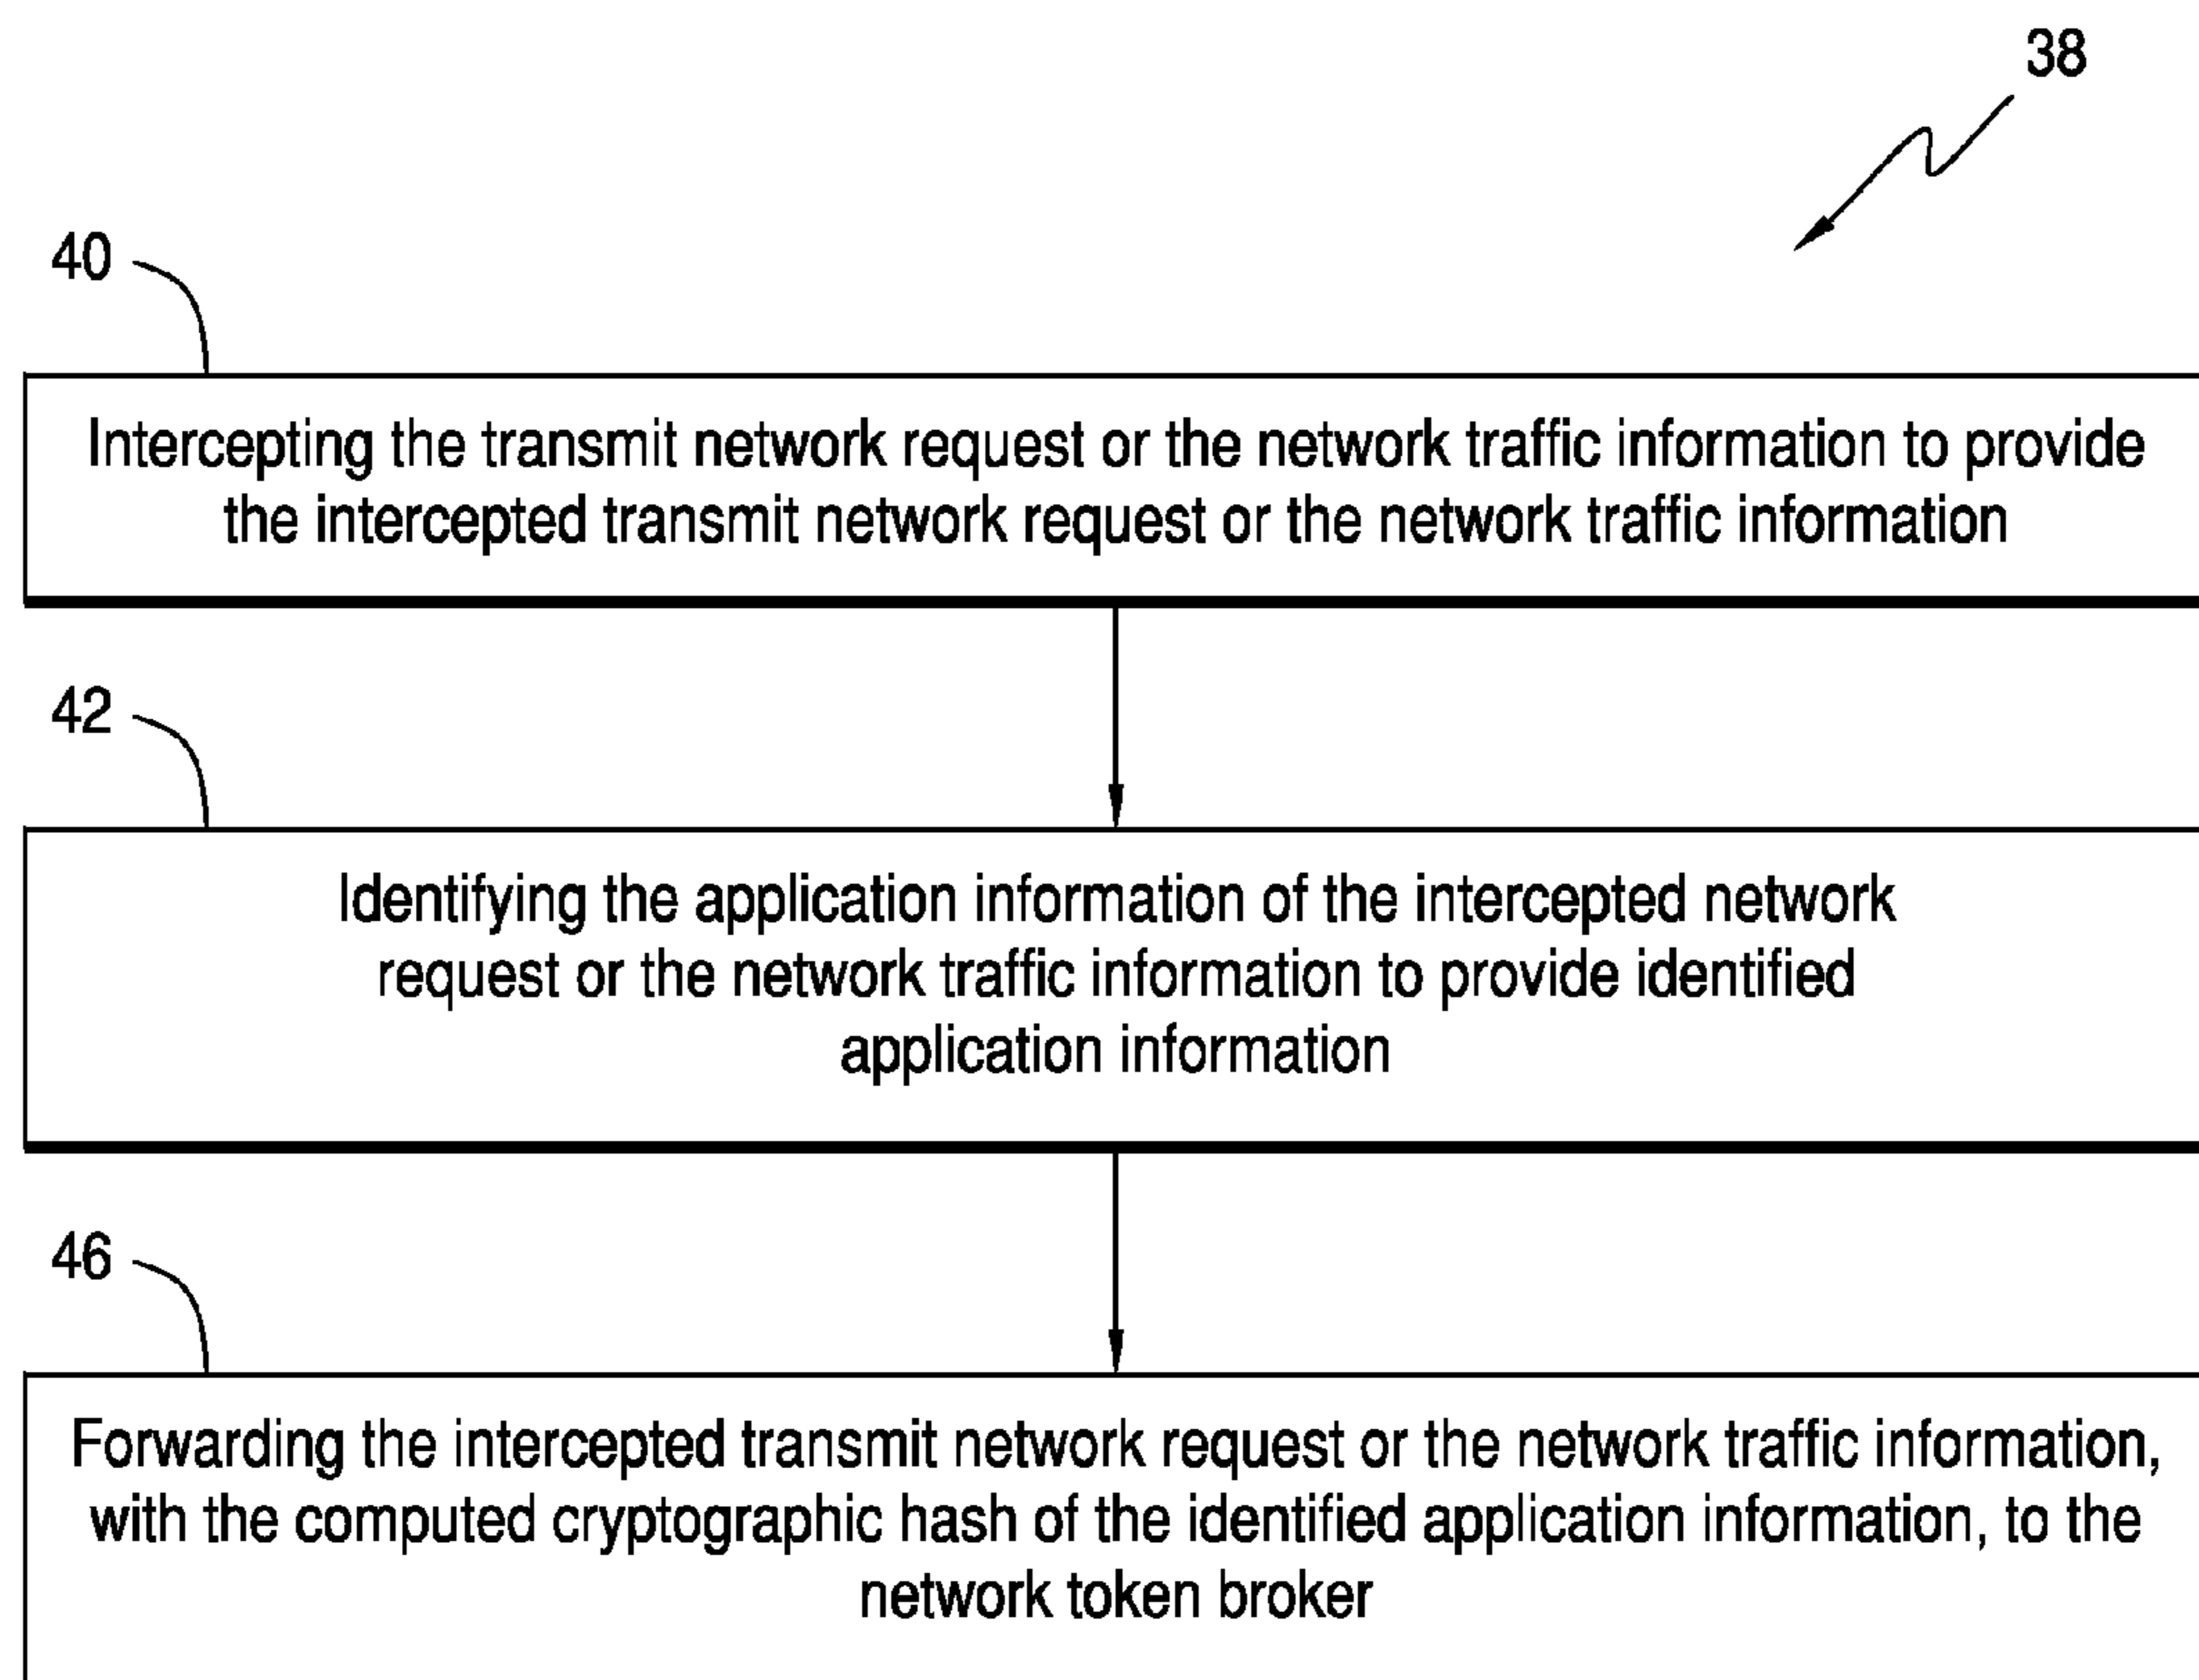 38
40
Intercepting the transmit network request or the network traffic information to provide
the intercepted transmit network request or the network traffic information
42
Identifying the application information of the intercepted network
request or the network traffic information to provide identified
application information
46
Forwarding the intercepted transmit network request or the network traffic information,
with the computed cryptographic hash of the identified application information, to the
network token broker